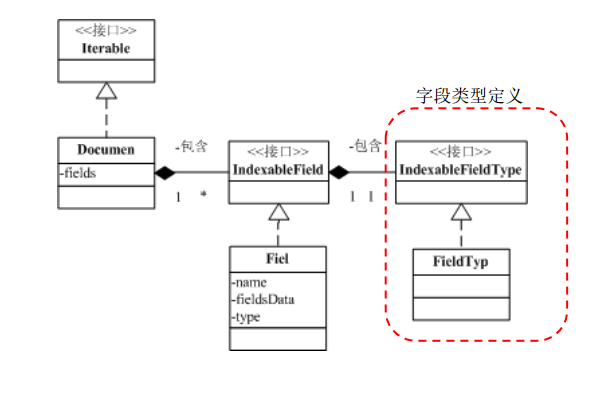 <<接口>>
Iterable
字段类型定义
Documen
-fields
-包含
1 *
<<接口>>
IndexableField
-包含
1 1
<<接口>>
IndexableFieldType
Fiel
-name
-fieldsData
-type
FieldTyp